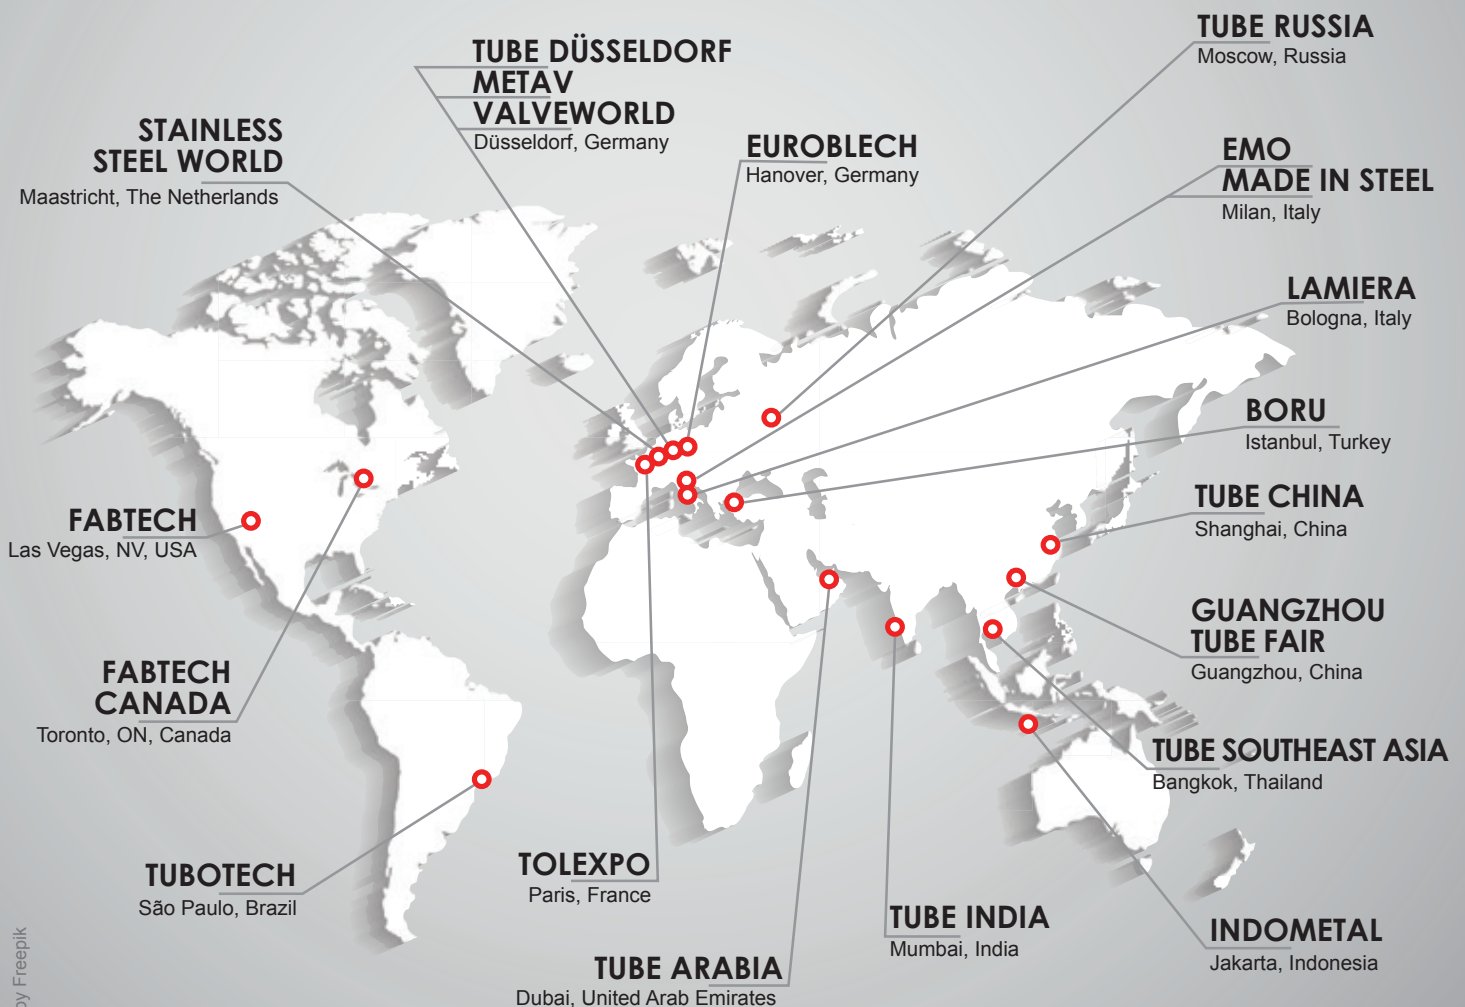 TUBE RUSSIA
Moscow, Russia
TUBE DÜSSELDORF
METAV
VALVEWORLD
Düsseldorf, Germany
STAINLESS
STEEL WORLD
Maastricht, The Netherlands
EUROBLECH
Hanover, Germany
EMO
MADE IN STEEL
Milan, Italy
LAMIERA
Bologna, Italy
BORU
Istanbul, Turkey
TUBE CHINA
Shanghai, China
FABTECH
Las Vegas, NV, USA
GUANGZHOU
TUBE FAIR
Guangzhou, China
FABTECH
CANADA
Toronto, ON, Canada
TUBE SOUTHEAST ASIA
Bangkok, Thailand
TUBOTECH
São Paulo, Brazil
TOLEXPO
Paris, France
TUBE INDIA
Mumbai, India
INDOMETAL
Jakarta, Indonesia
TUBE ARABIA
Dubai, United Arab Emirates
by Freepik